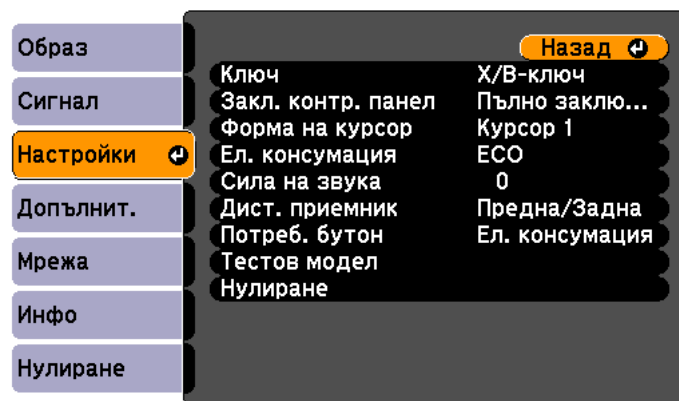 Образ
Сигнал
Настройки
Допълнит.
Мрежа
Инфо
Нулиране
Назад
Ключ Х/В-ключ
Закл. контр. панел Пълно заклю...
Форма на курсор Курсор 1
Ел. консумация ECO
Сила на звука 0
Дист. приемник Предна/Задна
Потреб. бутон Ел. консумация
Тестов модел
Нулиране